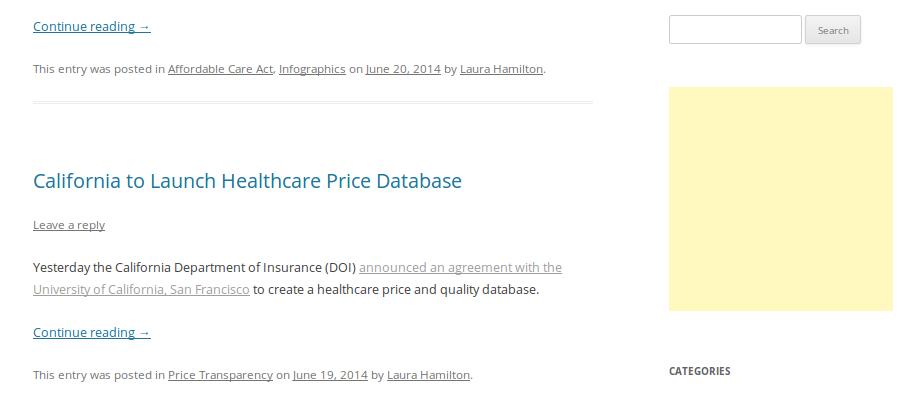 Continue reading →
Search
This entry was posted in Affordable Care Act, Infographics on June 20, 2014 by Laura Hamilton.
California to Launch Healthcare Price Database
Leave a reply
Yesterday the California Department of Insurance (DOI) announced an agreement with the
University of California, San Francisco to create a healthcare price and quality database.
Continue reading →
This entry was posted in Price Transparency on June 19, 2014 by Laura Hamilton.
CATEGORIES